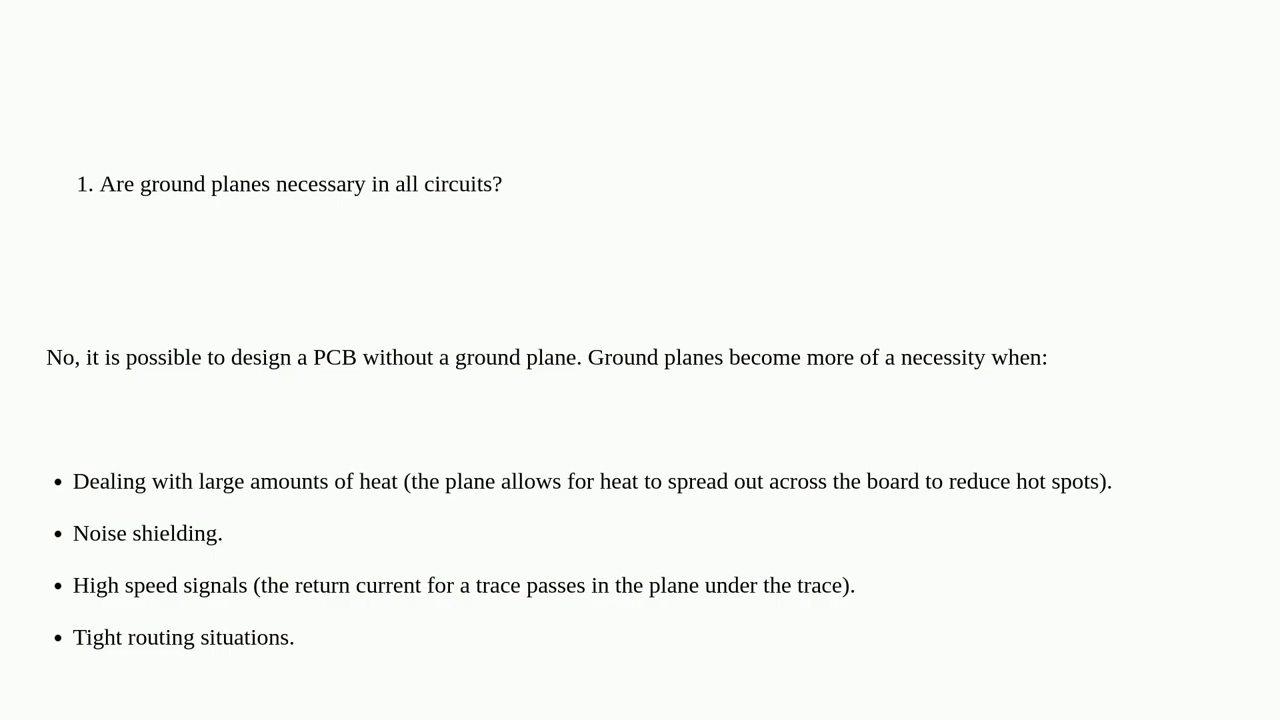 1. Are ground planes necessary in all circuits?
No, it is possible to design a PCB without a ground plane. Ground planes become more of a necessity when:
• Dealing with large amounts of heat (the plane allows for heat to spread out across the board to reduce hot spots).
• Noise shielding.
• High speed signals (the return current for a trace passes in the plane under the trace).
• Tight routing situations.